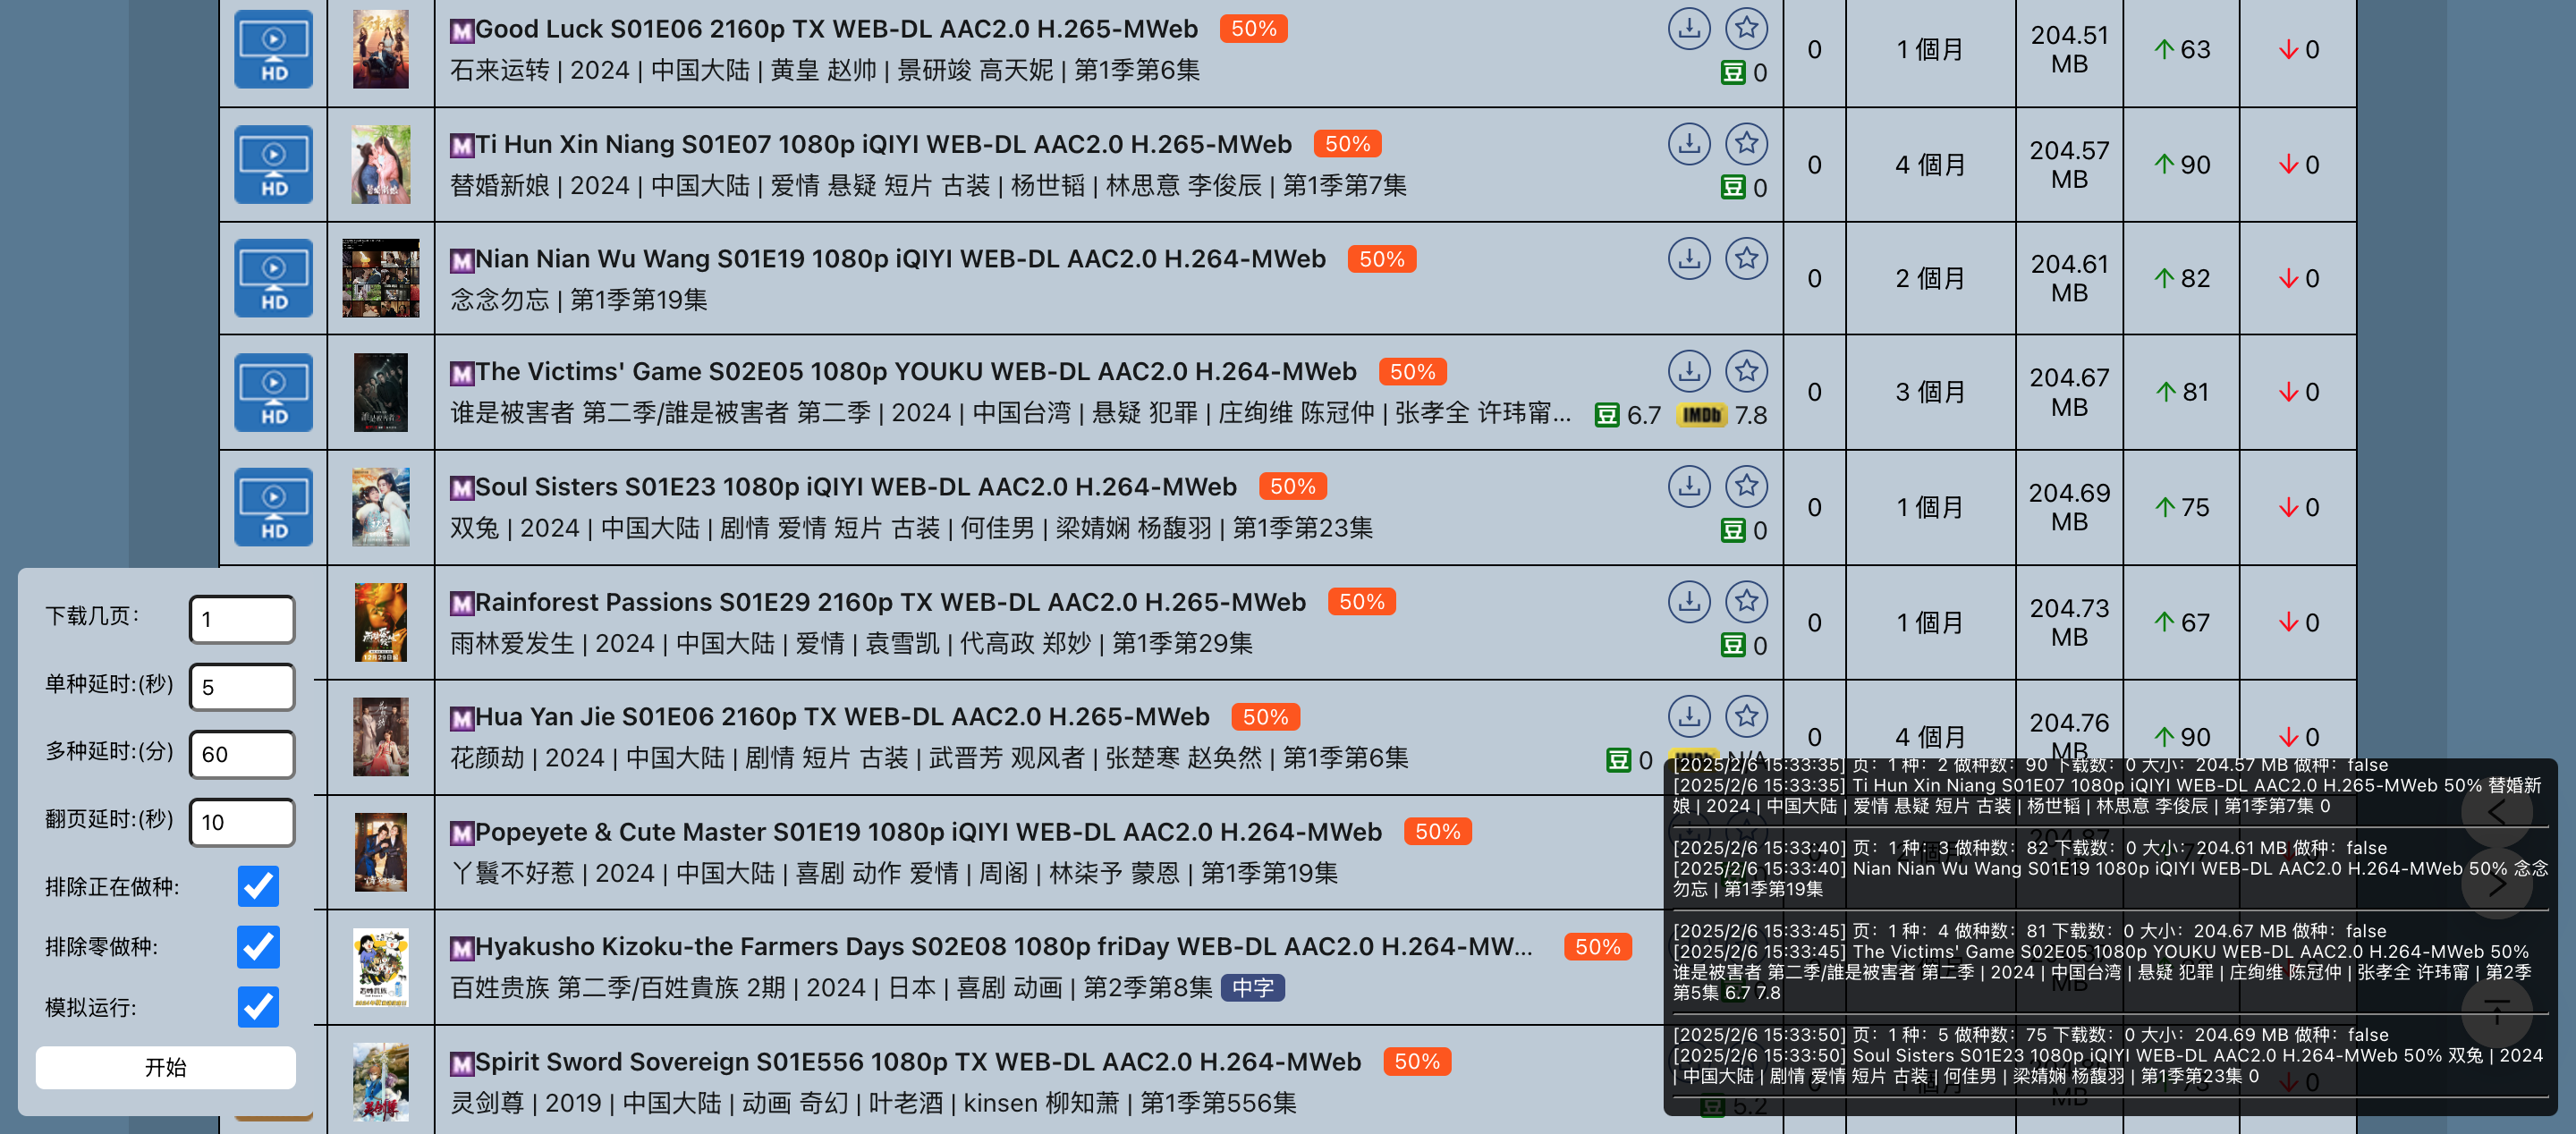 Good Luck S01E06 2160p TX WEB-DL AAC2.0 H.265-MWeb 50%
石来运转 | 2024 | 中国大陆 | 黄皇 赵帅 | 景研竣 高天妮 | 第1季第6集
豆 0
0
1 個月
204.51 MB
63
0
HD
Ti Hun Xin Niang S01E07 1080p iQIYI WEB-DL AAC2.0 H.265-MWeb 50%
替婚新娘 | 2024 | 中国大陆 | 爱情 悬疑 短片 古装 | 杨世韬 | 林思意 李俊辰 | 第1季第7集
豆 0
0
4 個月
204.57 MB
90
0
HD
Nian Nian Wu Wang S01E19 1080p iQIYI WEB-DL AAC2.0 H.264-MWeb 50%
念念勿忘 | 第1季第19集
0
2 個月
204.61 MB
82
0
HD
The Victims' Game S02E05 1080p YOUKU WEB-DL AAC2.0 H.264-MWeb 50%
谁是被害者 第二季/誰是被害者 第二季 | 2024 | 中国台湾 | 悬疑 犯罪 | 庄绚维 陈冠仲 | 张孝全 许玮甯...
豆 6.7 IMDb 7.8
0
3 個月
204.67 MB
81
0
HD
Soul Sisters S01E23 1080p iQIYI WEB-DL AAC2.0 H.264-MWeb 50%
双兔 | 2024 | 中国大陆 | 剧情 爱情 短片 古装 | 何佳男 | 梁婧娴 杨馥羽 | 第1季第23集
豆 0
0
1 個月
204.69 MB
75
0
HD
Rainforest Passions S01E29 2160p TX WEB-DL AAC2.0 H.265-MWeb 50%
雨林爱发生 | 2024 | 中国大陆 | 爱情 | 袁雪凯 | 代高政 郑妙 | 第1季第29集
豆 0
0
1 個月
204.73 MB
67
0
Hua Yan Jie S01E06 2160p TX WEB-DL AAC2.0 H.265-MWeb 50%
花颜劫 | 2024 | 中国大陆 | 剧情 短片 古装 | 武晋芳 观风者 | 张楚寒 赵奂然 | 第1季第6集
豆 0 IMDb N/A
0
4 個月
204.76 MB
90
0
Popeyete & Cute Master S01E19 1080p iQIYI WEB-DL AAC2.0 H.264-MWeb 50%
丫鬟不好惹 | 2024 | 中国大陆 | 喜剧 动作 爱情 | 周阁 | 林柒予 蒙恩 | 第1季第19集
Hyakusho Kizoku-the Farmers Days S02E08 1080p friDay WEB-DL AAC2.0 H.264-MW... 50%
百姓贵族 第二季/百姓貴族 2期 | 2024 | 日本 | 喜剧 动画 | 第2季第8集 中字
Spirit Sword Sovereign S01E556 1080p TX WEB-DL AAC2.0 H.264-MWeb 50%
灵剑尊 | 2019 | 中国大陆 | 动画 奇幻 | 叶老酒 | kinsen 柳知萧 | 第1季第556集
豆 5.2
下载几页: 1
单种延时:(秒) 5
多种延时:(分) 60
翻页延时:(秒) 10
排除正在做种:
排除零做种:
模拟运行:
开始
[2025/2/6 15:33:35] 页: 1 种: 2 做种数: 90 下载数: 0 大小: 204.57 MB 做种: false
[2025/2/6 15:33:35] Ti Hun Xin Niang S01E07 1080p iQIYI WEB-DL AAC2.0 H.265-MWeb 50% 替婚新
娘 | 2024 | 中国大陆 | 爱情 悬疑 短片 古装 | 杨世韬 | 林思意 李俊辰 | 第1季第7集 0
[2025/2/6 15:33:40] 页: 1 种: 3 做种数: 82 下载数: 0 大小: 204.61 MB 做种: false
[2025/2/6 15:33:40] Nian Nian Wu Wang S01E19 1080p iQIYI WEB-DL AAC2.0 H.264-MWeb 50% 念念
勿忘 | 第1季第19集
[2025/2/6 15:33:45] 页: 1 种: 4 做种数: 81 下载数: 0 大小: 204.67 MB 做种: false
[2025/2/6 15:33:45] The Victims' Game S02E05 1080p YOUKU WEB-DL AAC2.0 H.264-MWeb 50%
谁是被害者 第二季/誰是被害者 第二季 | 2024 | 中国台湾 | 悬疑 犯罪 | 庄绚维 陈冠仲 | 张孝全 许玮甯 | 第2季
第5集 6.7 7.8
[2025/2/6 15:33:50] 页: 1 种: 5 做种数: 75 下载数: 0 大小: 204.69 MB 做种: false
[2025/2/6 15:33:50] Soul Sisters S01E23 1080p iQIYI WEB-DL AAC2.0 H.264-MWeb 50% 双兔 | 2024
| 中国大陆 | 剧情 爱情 短片 古装 | 何佳男 | 梁婧娴 杨馥羽 | 第1季第23集 0